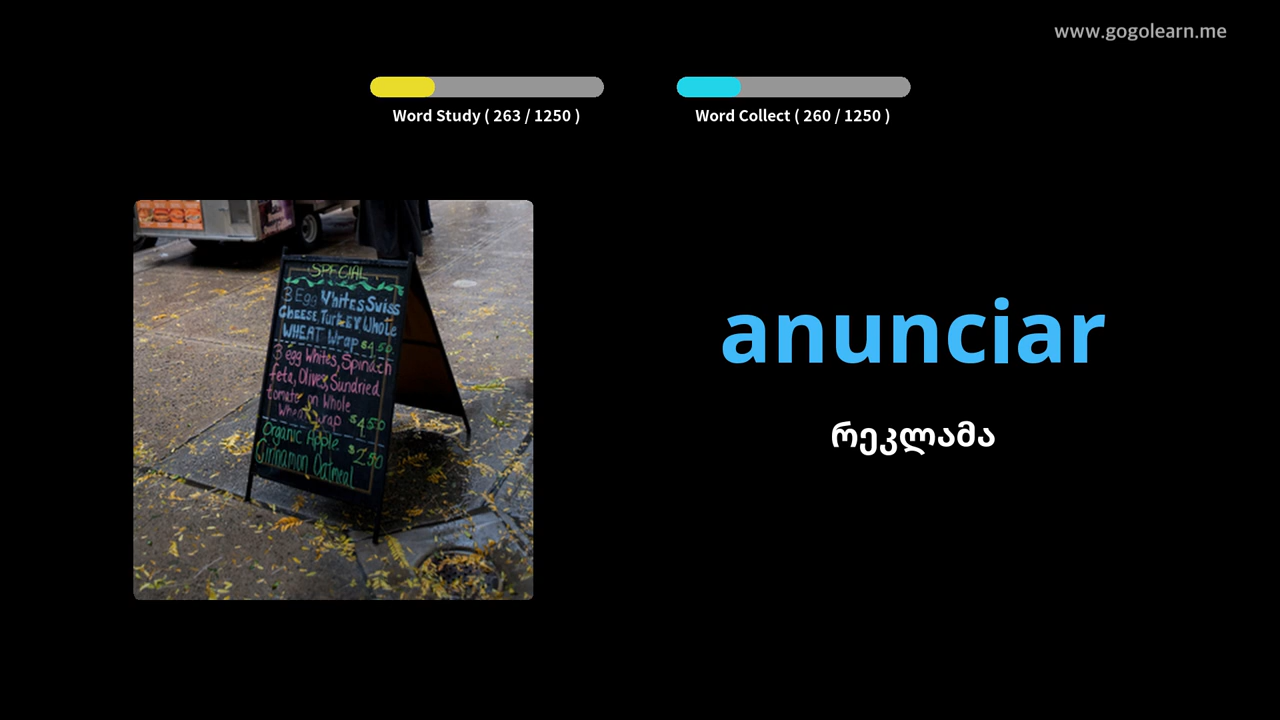 www.gogolearn.me
Word Study ( 263 / 1250 )
Word Collect ( 260 / 1250 )
SPECIAL
3 Egg Whites Swiss
Cheese, Turkey Whole
WHEAT Wrap $4.50
3 egg Whites, Spinach
feta, Olives, Sundried
tomato on Whole
Wheat Wrap $4.50
Organic Apple
Cinnamon Oatmeal $2.50
anunciar
რეკლამა